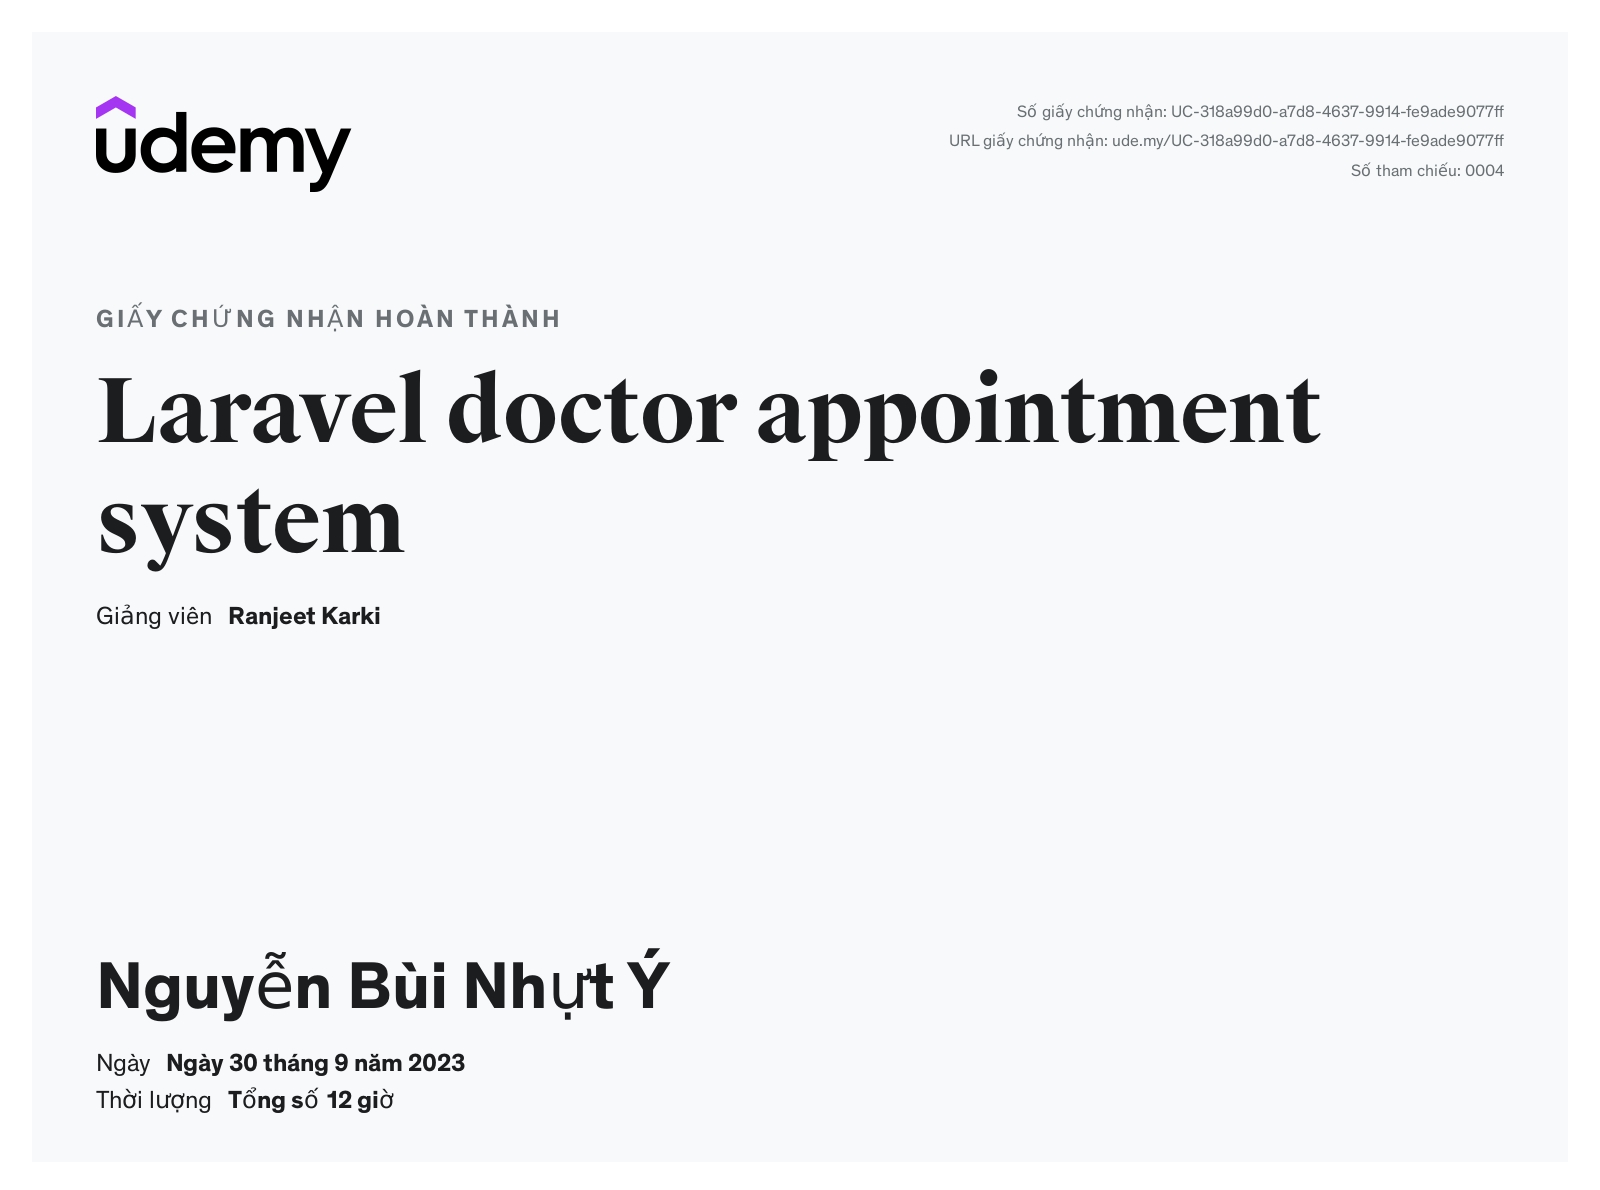 udemy
Số giấy chứng nhận: UC-318a99d0-a7d8-4637-9914-fe9ade9077ff
URL giấy chứng nhận: ude.my/UC-318a99d0-a7d8-4637-9914-fe9ade9077ff
Số tham chiếu: 0004
GIẤY CHỨNG NHẬN HOÀN THÀNH
Laravel doctor appointment
system
Giảng viên Ranjeet Karki
Nguyễn Bùi Nhựt Ý
Ngày Ngày 30 tháng 9 năm 2023
Thời lượng Tổng số 12 giờ